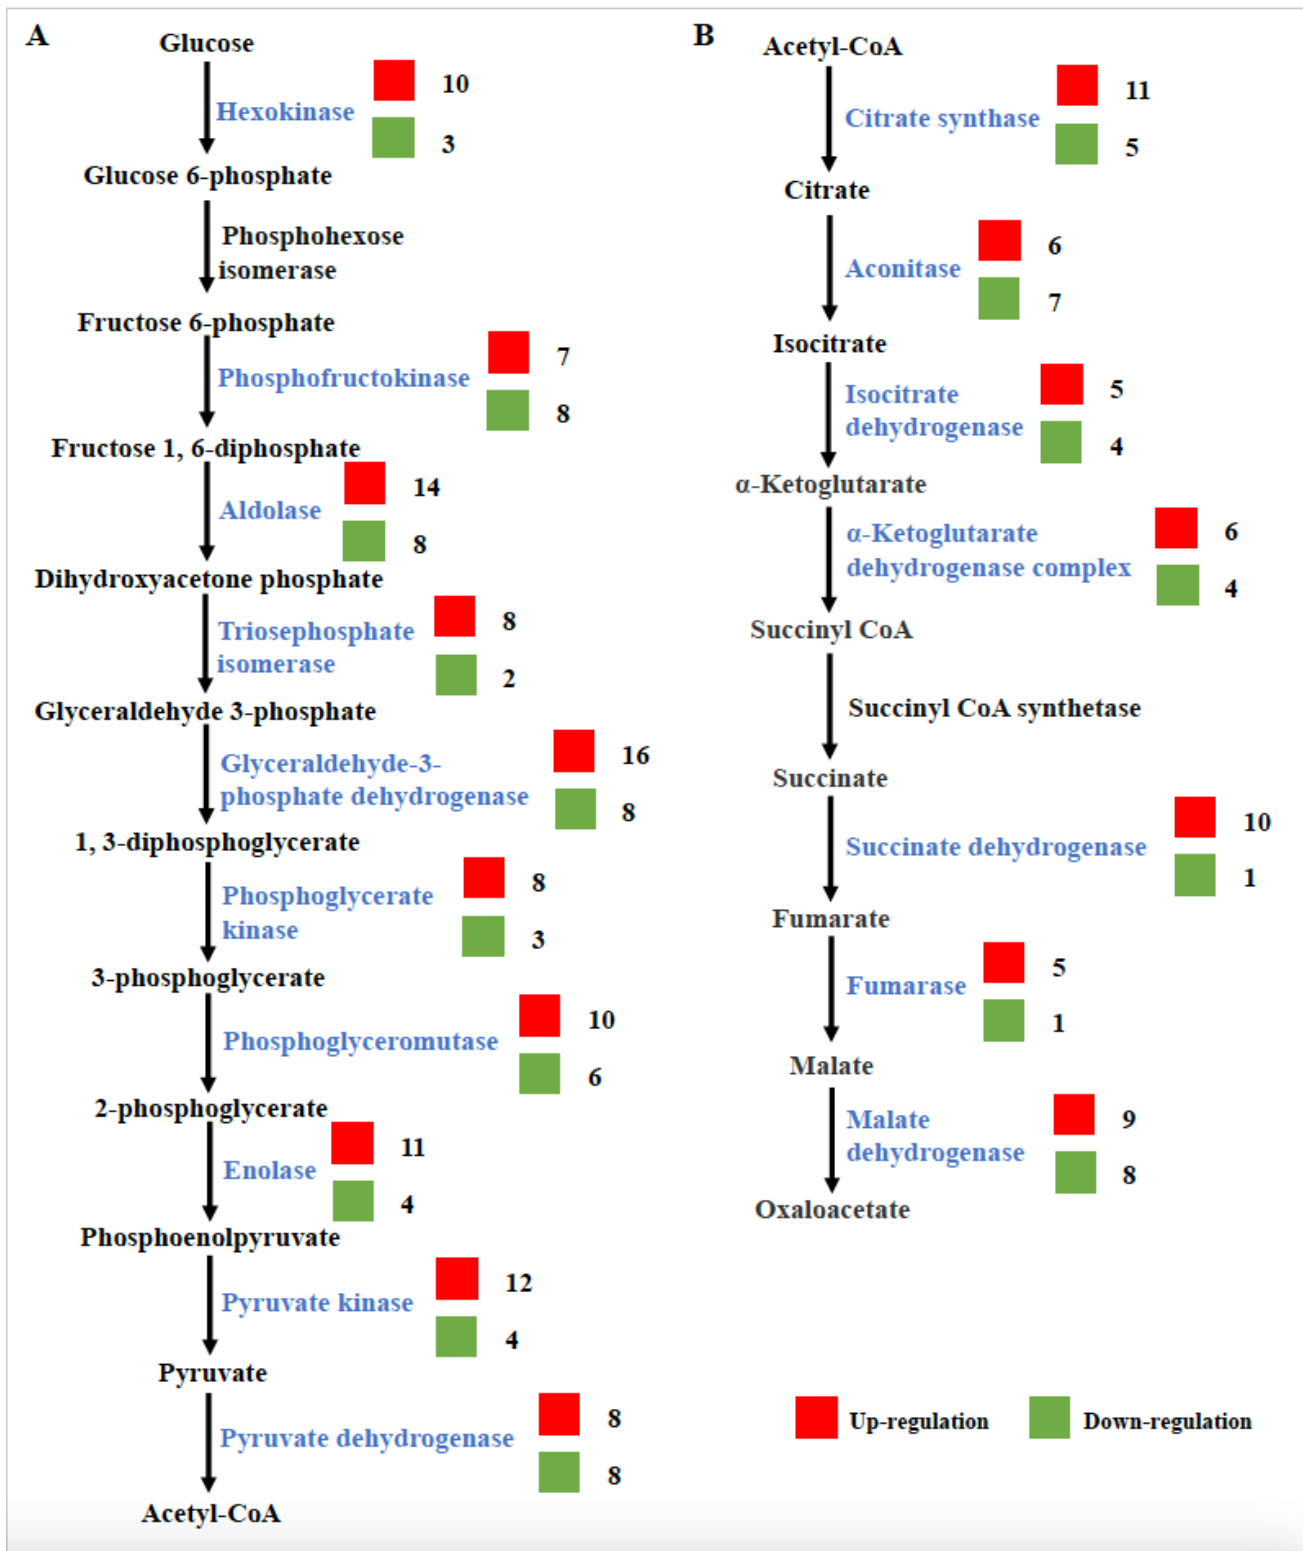 A
Glucose
10
Hexokinase
3
Glucose 6-phosphate
Phosphohexose
isomerase
Fructose 6-phosphate
7
Phosphofructokinase
8
Fructose 1, 6-diphosphate
14
Aldolase
8
Dihydroxyacetone phosphate
8
Triosephosphate
isomerase
2
Glyceraldehyde 3-phosphate
16
Glyceraldehyde-3-
phosphate dehydrogenase
8
1, 3-diphosphoglycerate
8
Phosphoglycerate
kinase
3
3-phosphoglycerate
10
Phosphoglyceromutase
6
2-phosphoglycerate
11
Enolase
4
Phosphoenolpyruvate
12
Pyruvate kinase
4
Pyruvate
8
Pyruvate dehydrogenase
8
Acetyl-CoA
B
Acetyl-CoA
11
Citrate synthase
5
Citrate
6
Aconitase
7
Isocitrate
5
Isocitrate
dehydrogenase
4
α-Ketoglutarate
6
α-Ketoglutarate
dehydrogenase complex
4
Succinyl CoA
Succinyl CoA synthetase
Succinate
10
Succinate dehydrogenase
1
Fumarate
5
Fumarase
1
Malate
9
Malate
dehydrogenase
8
Oxaloacetate
Up-regulation
Down-regulation